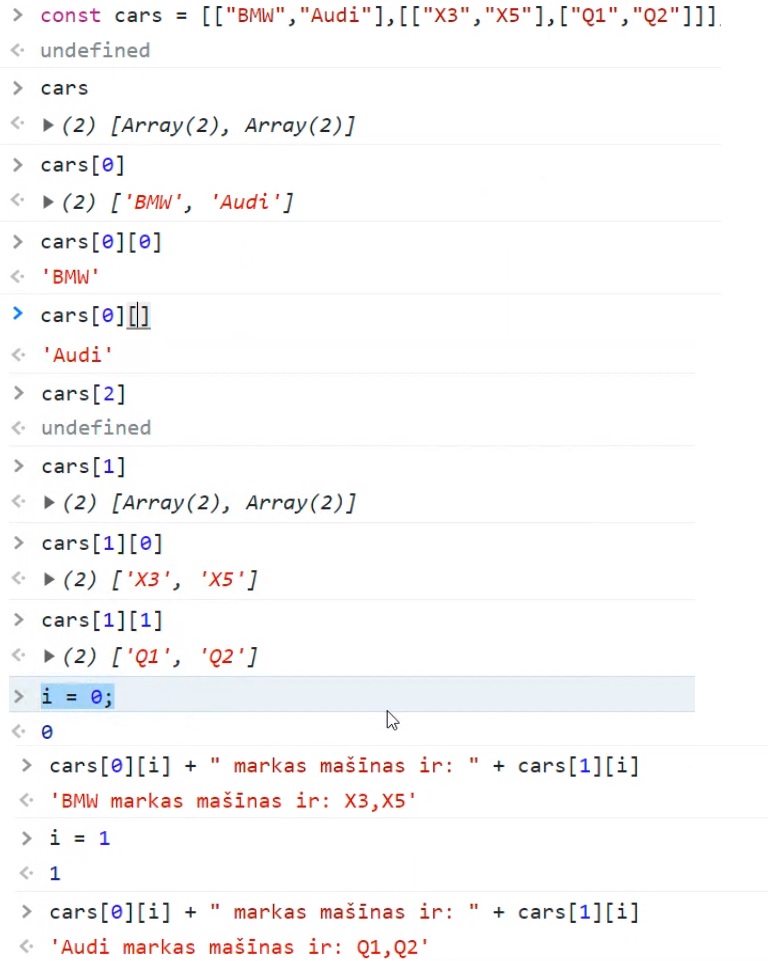 > const cars = [["BMW","Audi"],[["X3","X5"],["Q1","Q2"]]]
undefined
> cars
(2) [Array(2), Array(2)]
> cars[0]
(2) ['BMW', 'Audi']
> cars[0][0]
'BMW'
> cars[0][]
'Audi'
> cars[2]
undefined
> cars[1]
(2) [Array(2), Array(2)]
> cars[1][0]
(2) ['X3', 'X5']
> cars[1][1]
(2) ['Q1', 'Q2']
> i = 0;
0
> cars[0][i] + " markas mašīnas ir: " + cars[1][i]
'BMW markas mašīnas ir: X3,X5'
> i = 1
1
> cars[0][i] + " markas mašīnas ir: " + cars[1][i]
'Audi markas mašīnas ir: Q1,Q2'